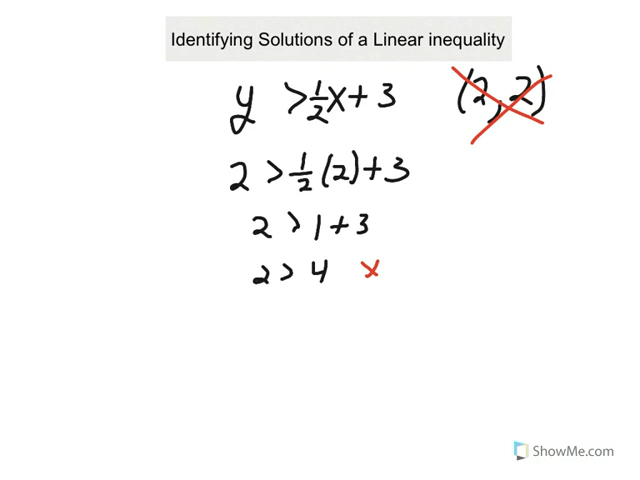 Identifying Solutions of a Linear inequality
y > 1/2 x + 3 (2, 2)
2 > 1/2 (2) + 3
2 > 1 + 3
2 > 4 x
ShowMe.com